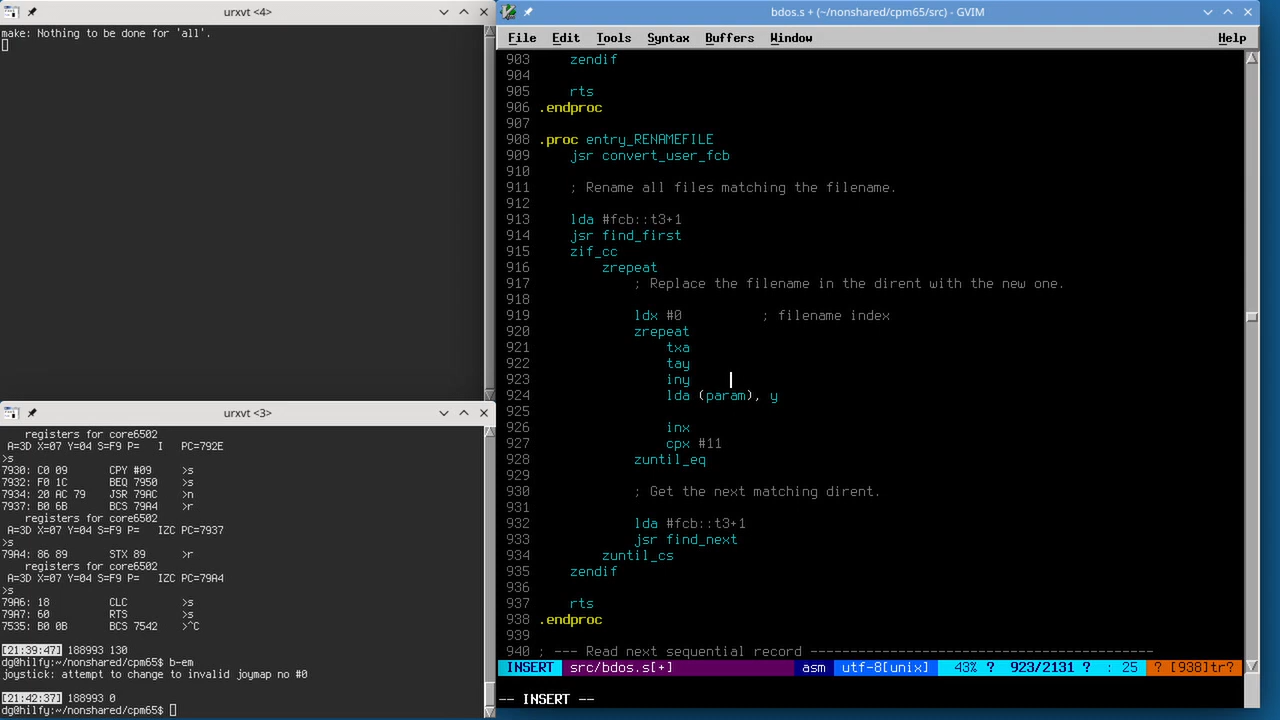 urxvt <4>
make: Nothing to be done for 'all'.
urxvt <3>
registers for core6502
A=3D X=07 Y=04 S=F9 P=   I   PC=792E
>s
7930: C0 09       CPY #09      >s
7932: F0 1C       BEQ 7950     >s
7934: 20 AC 79    JSR 79AC     >n
7937: B0 6B       BCS 79A4     >r
registers for core6502
A=3D X=07 Y=04 S=F9 P=   IZC PC=7937
>s
79A4: 86 89       STX 89       >r
registers for core6502
A=3D X=07 Y=04 S=F9 P=   IZC PC=79A4
>s
79A6: 18          CLC          >s
79A7: 60          RTS          >s
7535: B0 0B       BCS 7542     >^C
[21:39:47] 188993 130
dg@hilfy:~/nonshared/cpm65$ b-em
joystick: attempt to change to invalid joymap no #0
[21:42:37] 188993 0
dg@hilfy:~/nonshared/cpm65$
bdos.s + (~/nonshared/cpm65/src) - GVIM
File Edit Tools Syntax Buffers Window Help
903     zendif
904
905     rts
906 .endproc
907
908 .proc entry_RENAMEFILE
909     jsr convert_user_fcb
910
911     ; Rename all files matching the filename.
912
913     lda #fcb::t3+1
914     jsr find_first
915     zif_cc
916         zrepeat
917             ; Replace the filename in the dirent with the new one.
918
919             ldx #0          ; filename index
920             zrepeat
921                 txa
922                 tay
923                 iny
924                 lda (param), y
925
926                 inx
927                 cpx #11
928             zuntil_eq
929
930             ; Get the next matching dirent.
931
932             lda #fcb::t3+1
933             jsr find_next
934         zuntil_cs
935     zendif
936
937     rts
938 .endproc
939
940 ; --- Read next sequential record -------------------------------------------
INSERT src/bdos.s[+] asm utf-8[unix] 43% ? 923/2131 ? : 25 ? [938]tr?
-- INSERT --